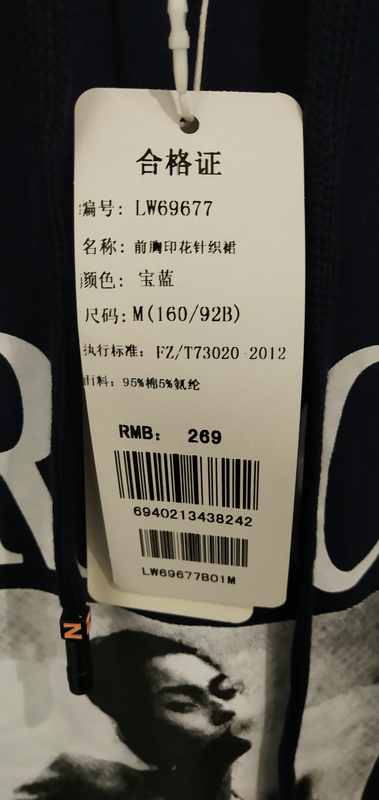 合格证
编号: LW69677
名称: 前胸印花针织裙
颜色: 宝蓝
尺码: M(160/92B)
执行标准: FZ/T73020-2012
面料: 95%棉5%氨纶
RMB: 269
6940213438242
LW69677B01M
R
O
N